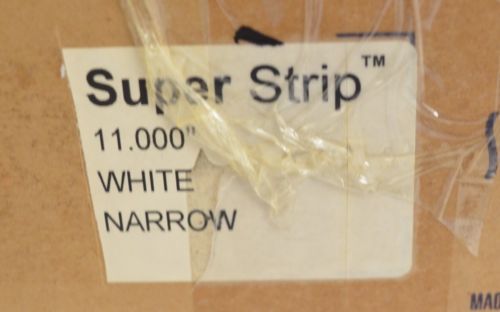 Super Strip™
11.000"
WHITE
NARROW